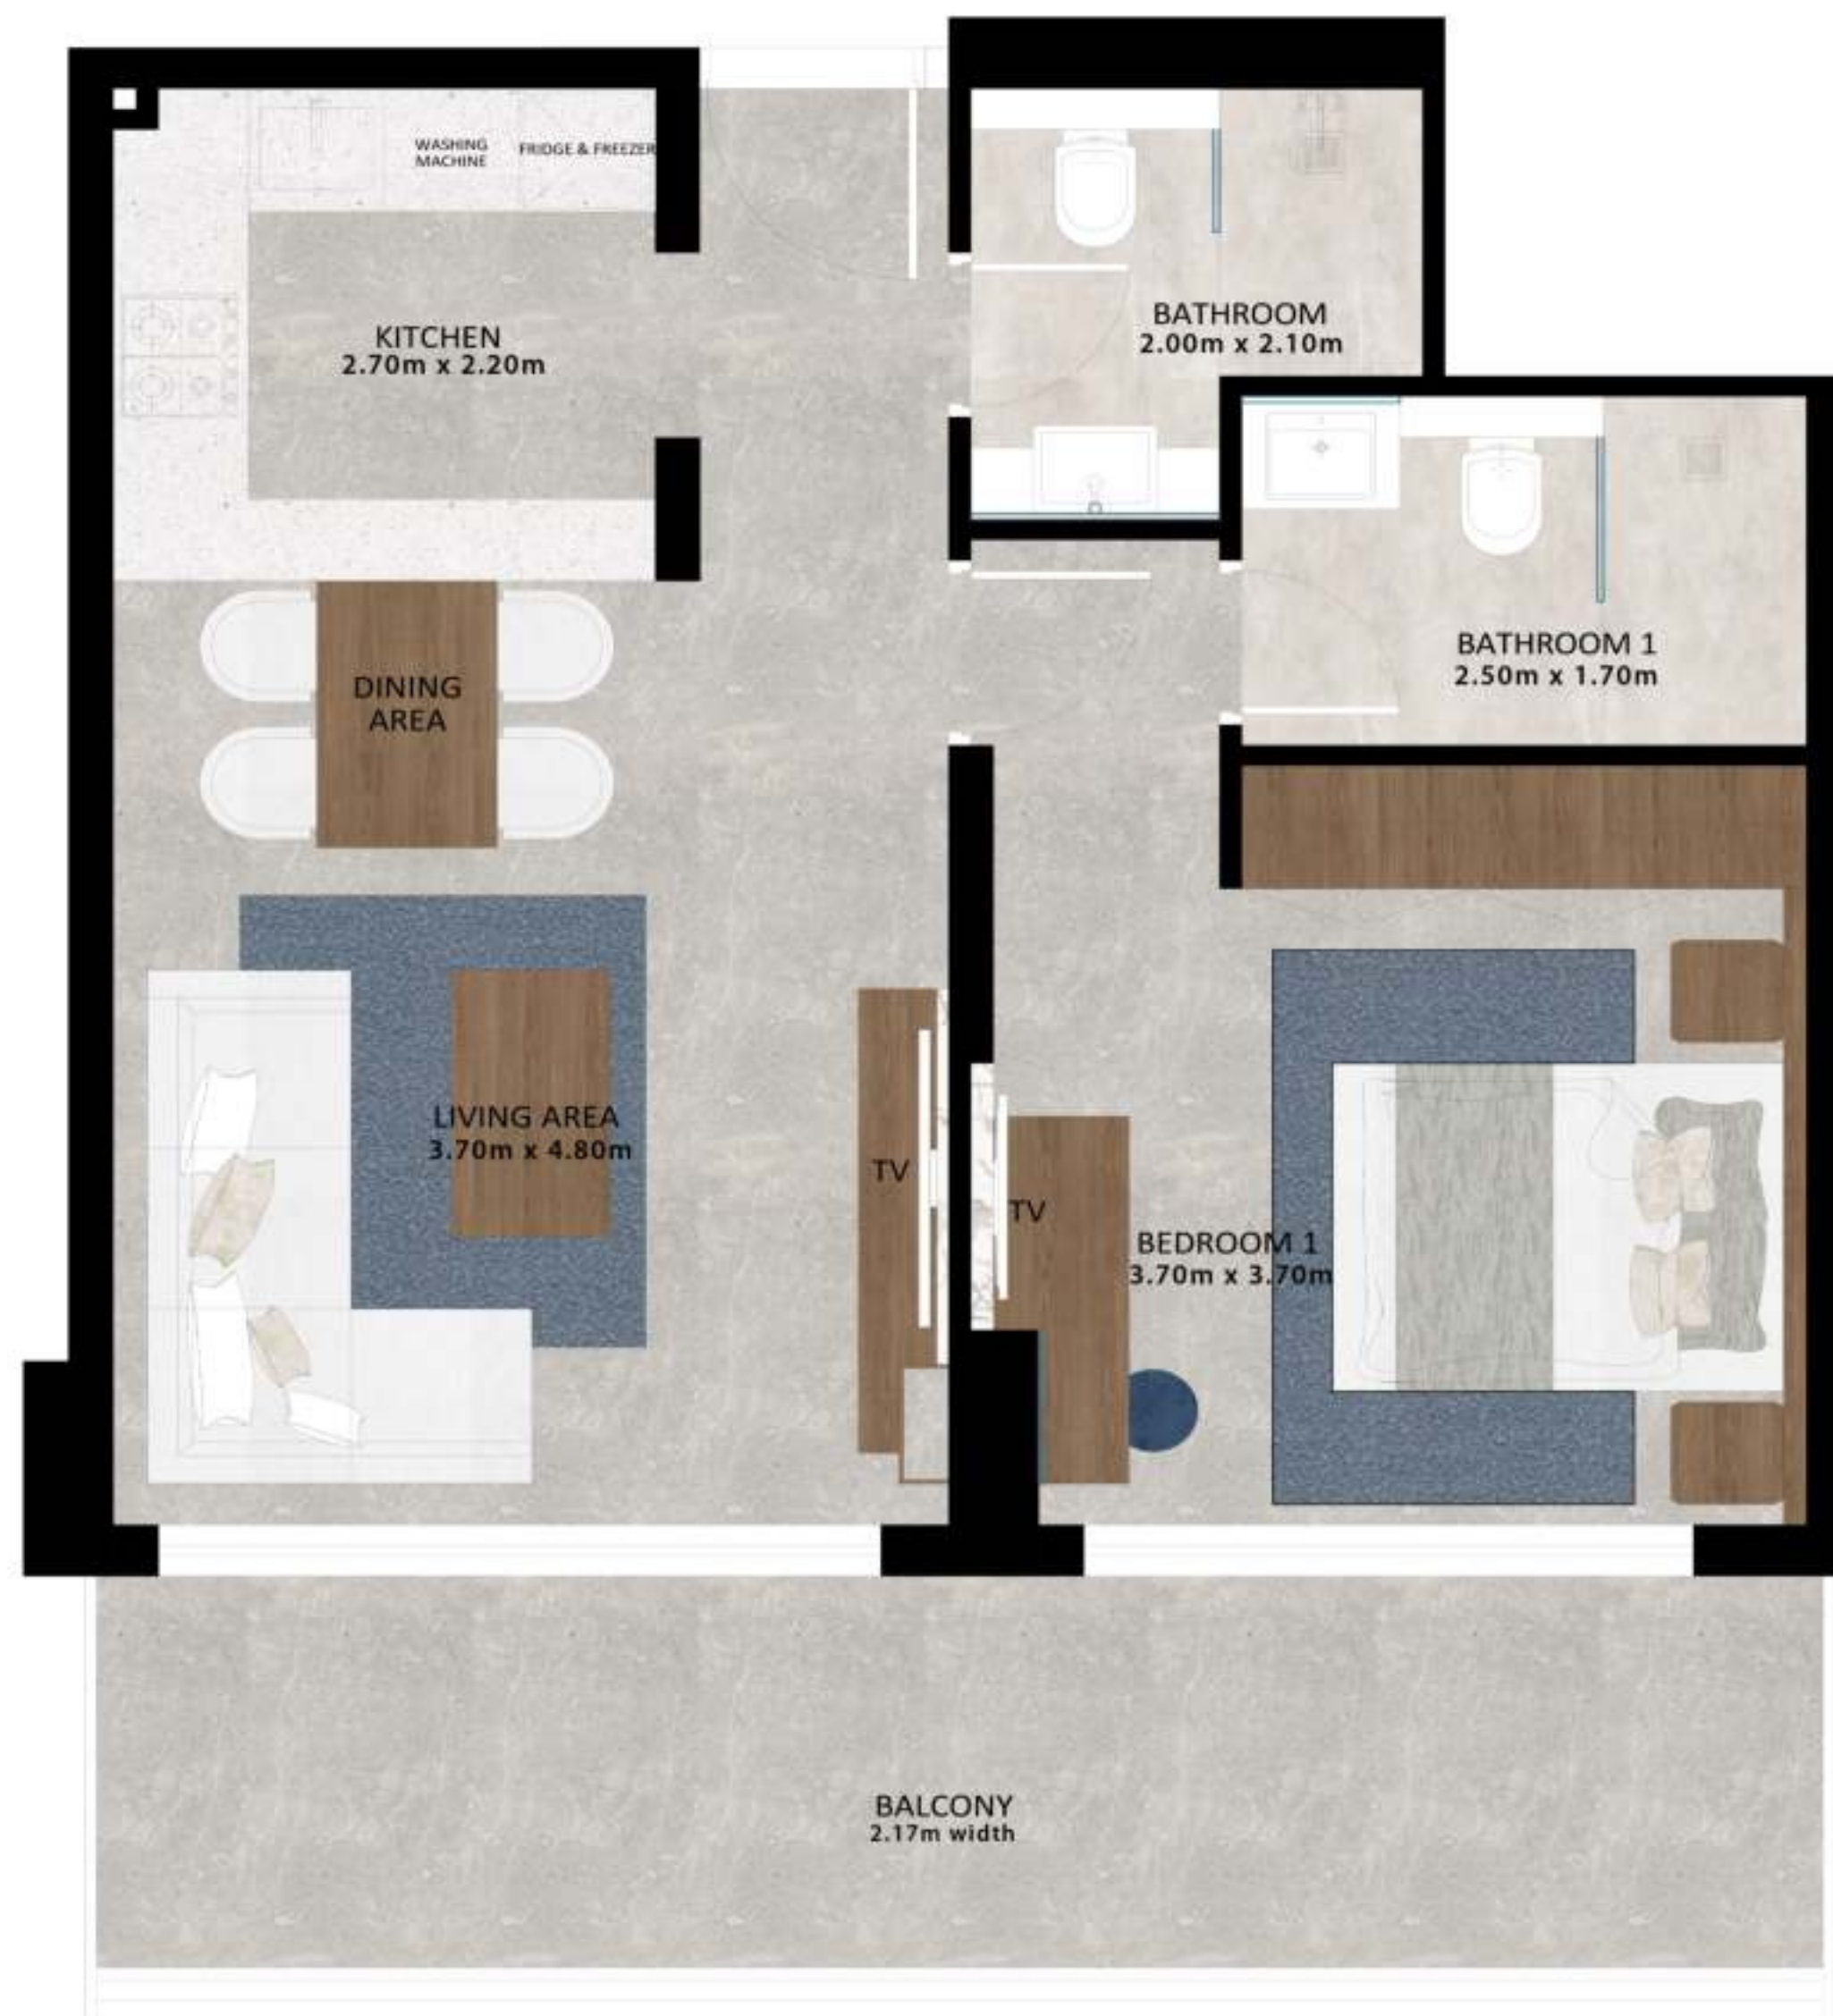 WASHING
MACHINE
FRIDGE & FREEZER
KITCHEN
2.70m x 2.20m
BATHROOM
2.00m x 2.10m
BATHROOM 1
2.50m x 1.70m
DINING
AREA
LIVING AREA
3.70m x 4.80m
TV
TV
BEDROOM 1
3.70m x 3.70m
BALCONY
2.17m width